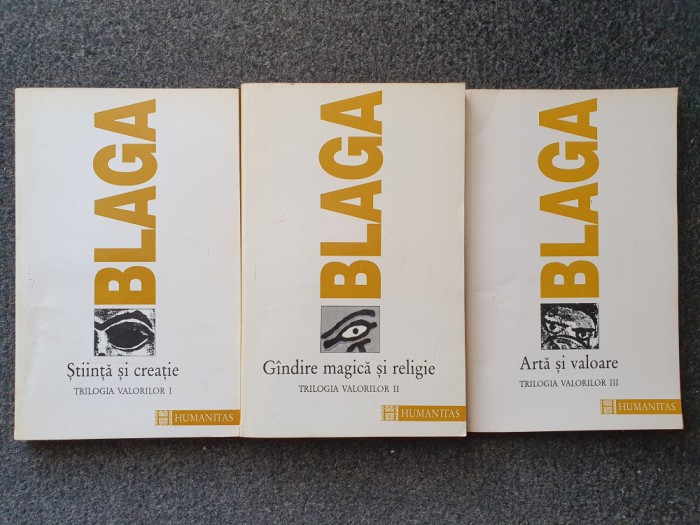 BLAGA
Știință și creație
TRILOGIA VALORILOR I
HUMANITAS
BLAGA
Gîndire magică și religie
TRILOGIA VALORILOR II
HUMANITAS
BLAGA
Artă și valoare
TRILOGIA VALORILOR III
HUMANITAS